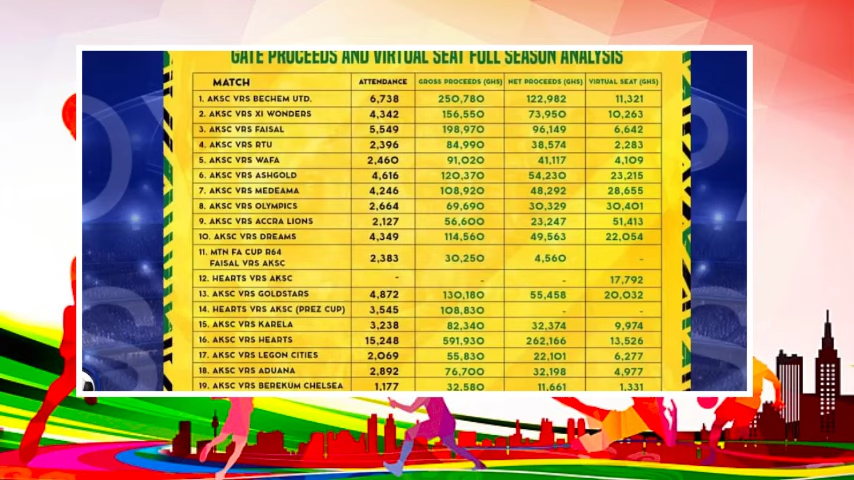 GATE PROCEEDS AND VIRTUAL SEAT FULL SEASON ANALYSIS
MATCH ATTENDANCE GROSS PROCEEDS (GHS) NET PROCEEDS (GHS) VIRTUAL SEAT (GHS)
1. AKSC VRS BECHEM UTD. 6,738 250,780 122,982 11,321
2. AKSC VRS XI WONDERS 4,342 156,550 73,950 10,263
3. AKSC VRS FAISAL 5,549 198,970 96,149 6,642
4. AKSC VRS RTU 2,396 84,990 38,574 2,283
5. AKSC VRS WAFA 2,460 91,020 41,117 4,109
6. AKSC VRS ASHGOLD 4,616 120,370 54,230 23,215
7. AKSC VRS MEDEAMA 4,246 108,920 48,292 28,655
8. AKSC VRS OLYMPICS 2,664 69,690 30,329 30,401
9. AKSC VRS ACCRA LIONS 2,127 56,600 23,247 51,413
10. AKSC VRS DREAMS 4,349 114,560 49,563 22,054
11. MTN FA CUP R64
FAISAL VRS AKSC 2,383 30,250 4,560 -
12. HEARTS VRS AKSC - - - 17,792
13. AKSC VRS GOLDSTARS 4,872 130,180 55,458 20,032
14. HEARTS VRS AKSC (PREZ CUP) 3,545 108,830 - -
15. AKSC VRS KARELA 3,238 82,340 32,374 9,974
16. AKSC VRS HEARTS 15,248 591,930 262,166 13,526
17. AKSC VRS LEGON CITIES 2,069 55,830 22,101 6,277
18. AKSC VRS ADUANA 2,892 76,700 32,198 4,977
19. AKSC VRS BEREKUM CHELSEA 1,177 32,580 11,661 1,331